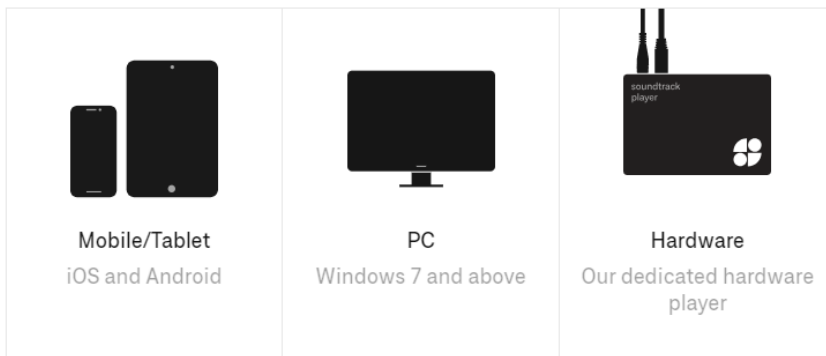 soundtrack
player
Mobile/Tablet
iOS and Android
PC
Windows 7 and above
Hardware
Our dedicated hardware
player